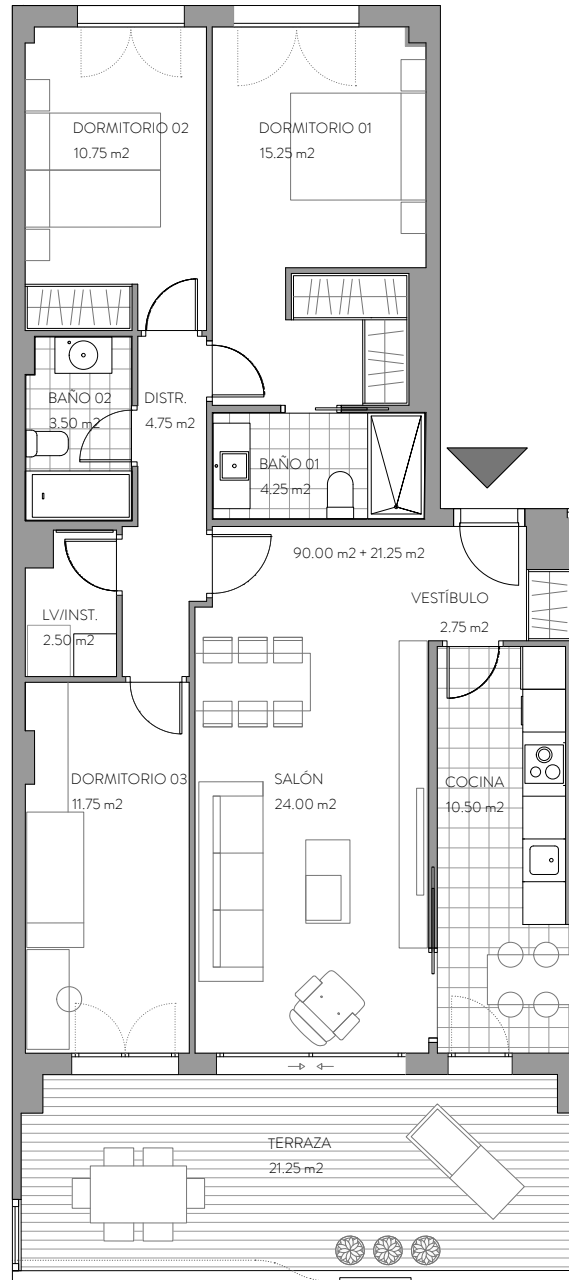 DORMITORIO 02
10.75 m2
DORMITORIO 01
15.25 m2
BAÑO 02
3.50 m2
DISTR.
4.75 m2
BAÑO 01
4.25 m2
90.00 m2 + 21.25 m2
VESTÍBULO
2.75 m2
LV/INST.
2.50 m2
DORMITORIO 03
11.75 m2
SALÓN
24.00 m2
COCINA
10.50 m2
TERRAZA
21.25 m2